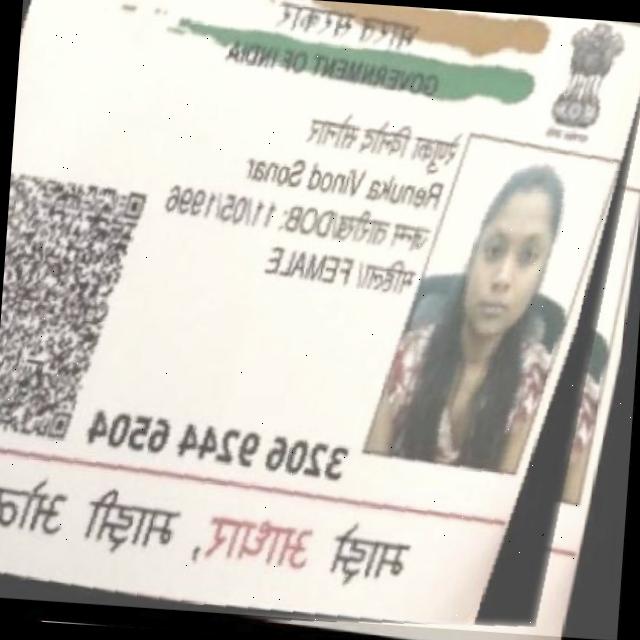 भारत सरकार
GOVERNMENT OF INDIA
रेणुका विनोद सोनार
Renuka Vinod Sonar
जन्म तारीख/DOB: 11/05/1996
महिला/ FEMALE
3206 9244 6504
माझे आधार, माझी